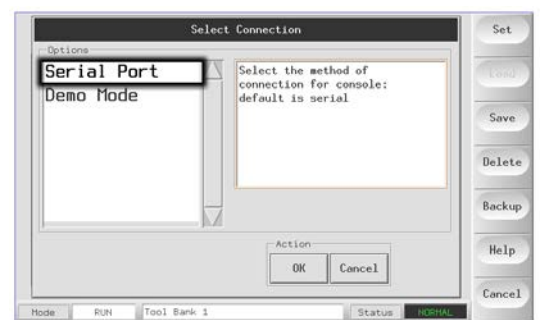 Select Connection
Options
Serial Port
Demo Mode
Select the method of
connection for console:
default is serial
Action
OK
Cancel
Set
Load
Save
Delete
Backup
Help
Cancel
Mode
RUN
Tool Bank 1
Status
NORMAL